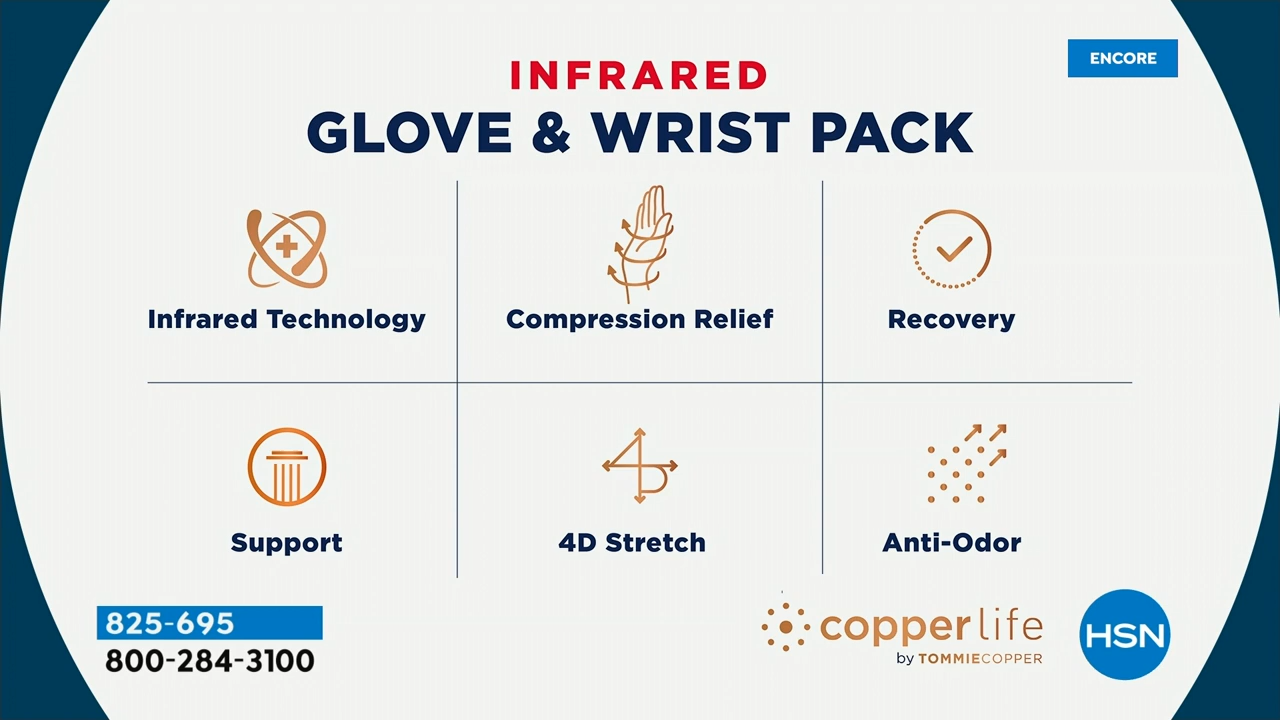 ENCORE
INFRARED
GLOVE & WRIST PACK
Infrared Technology
Compression Relief
Recovery
Support
4D Stretch
Anti-Odor
825-695
800-284-3100
copperlife
by TOMMIECOPPER
HSN